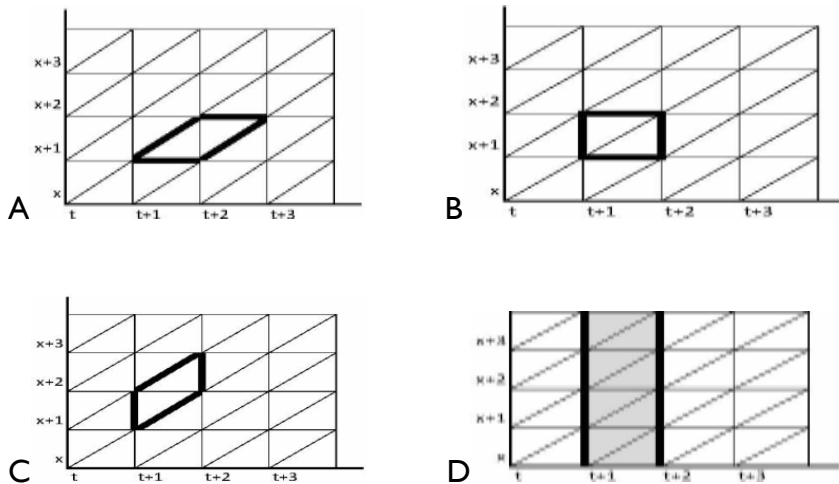 x+3
x+2
x+1
x
A
t t+1 t+2 t+3
x+3
x+2
x+1
x
B
t t+1 t+2 t+3
x+3
x+2
x+1
x
C
t t+1 t+2 t+3
x+3
x+2
x+1
x
D
t t+1 t+2 t+3